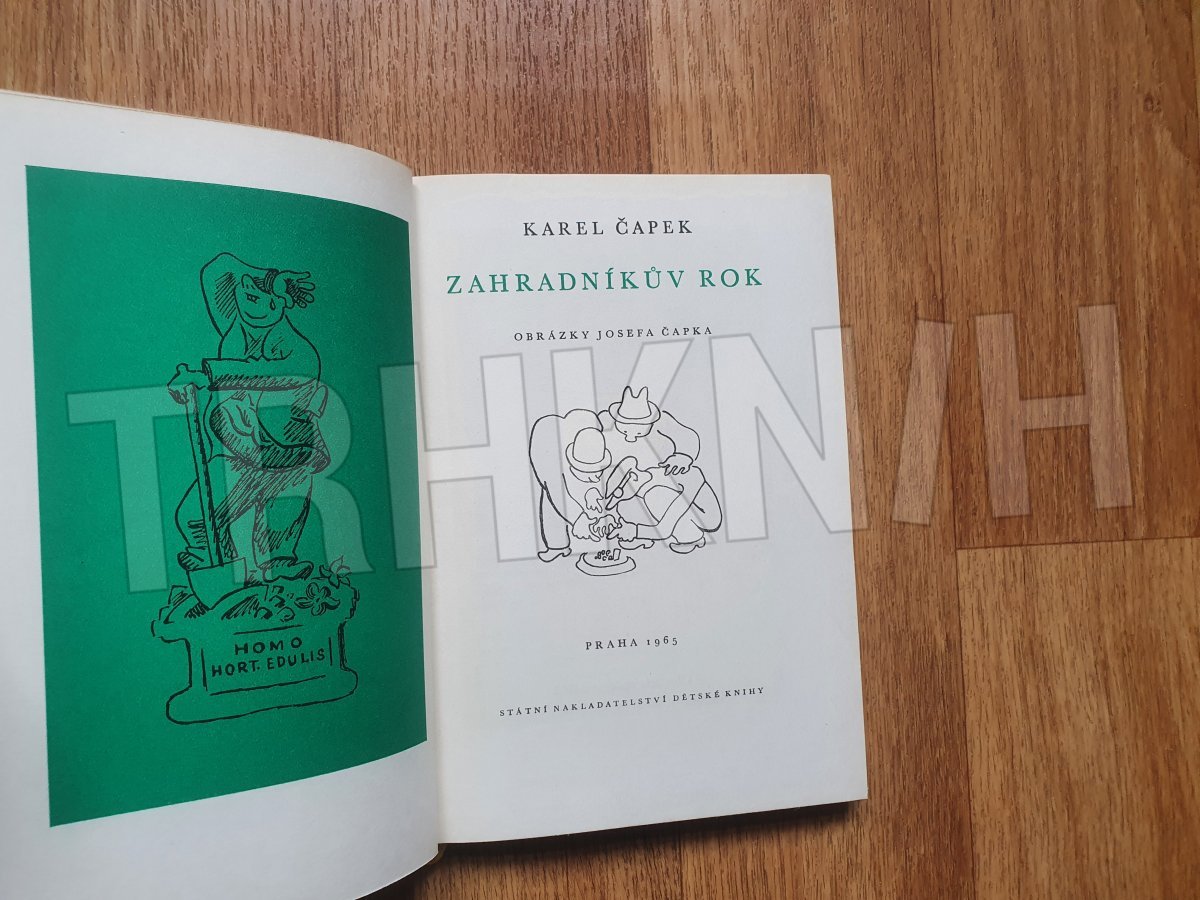 HOMO
HORT. EDULIS
KAREL ČAPEK
ZAHRADNÍKŮV ROK
OBRÁZKY JOSEFA ČAPKA
PRAHA 1965
STÁTNÍ NAKLADATELSTVÍ DĚTSKÉ KNIHY
TRHKNIH